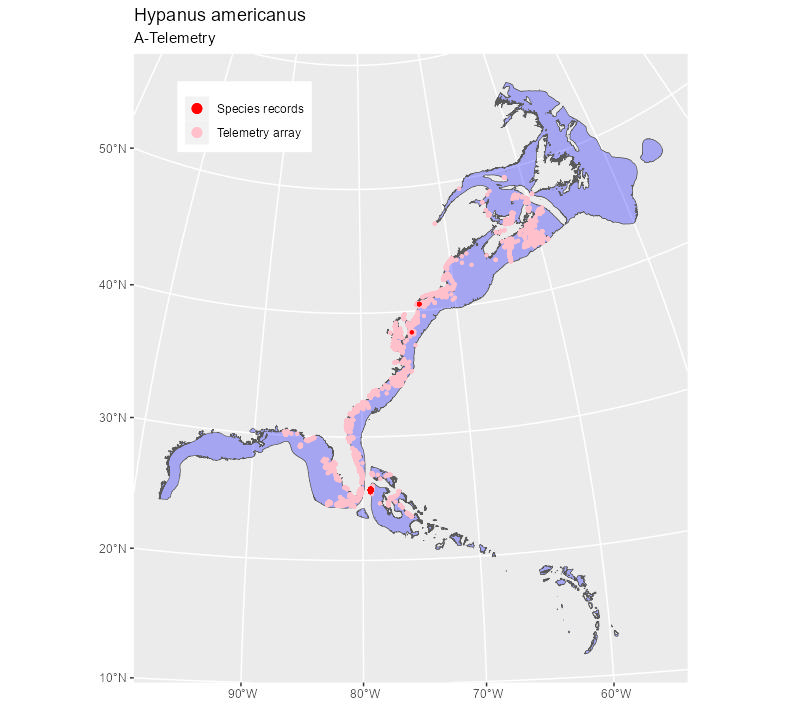 Hypanus americanus
A-Telemetry
Species records
Telemetry array
50°N
40°N
30°N
20°N
10°N
90°W 80°W 70°W 60°W